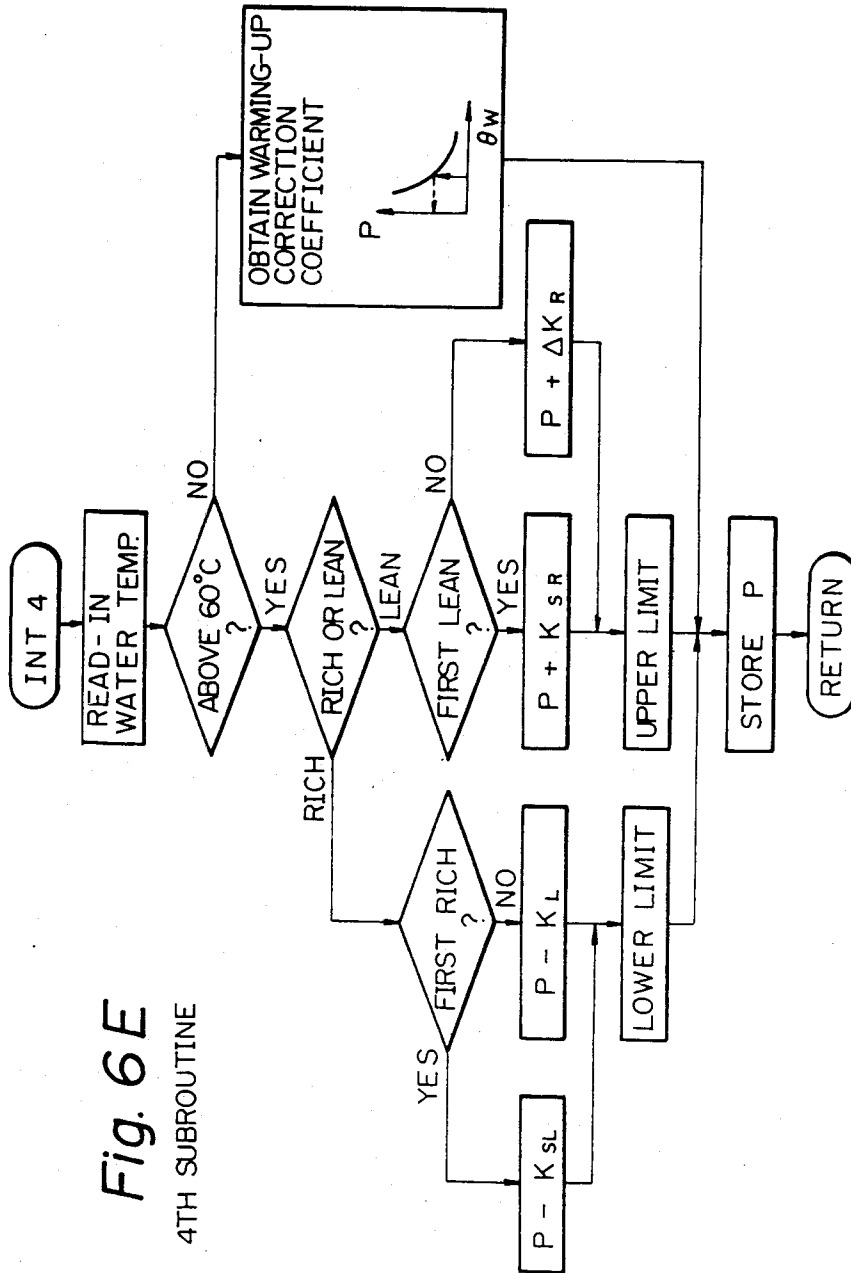 Fig. 6E
4TH SUBROUTINE
INT 4
READ-IN
WATER TEMP.
ABOVE 60°C
?
NO
YES
OBTAIN WARMING-UP
CORRECTION
COEFFICIENT
P
θw
RICH OR LEAN
?
RICH
LEAN
FIRST RICH
?
YES
NO
FIRST LEAN
?
NO
YES
P - KSL
P - KL
P + KSR
P + ΔKR
LOWER LIMIT
UPPER LIMIT
STORE P
RETURN